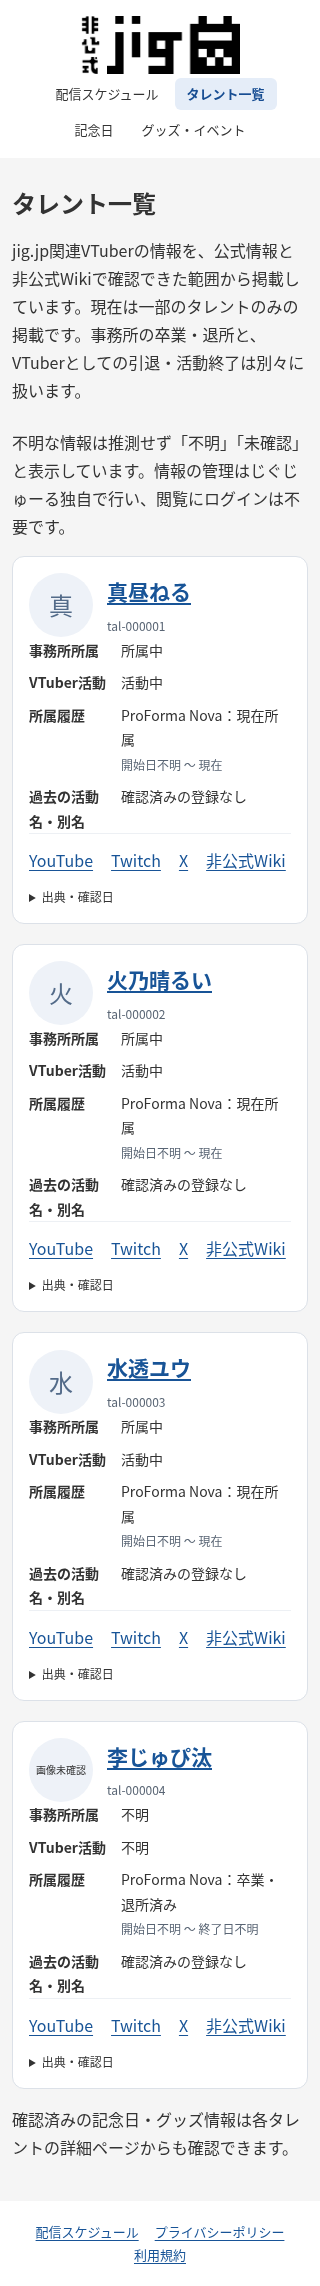 非公式 jig
配信スケジュール タレント一覧
記念日 グッズ・イベント
タレント一覧
jig.jp関連VTuberの情報を、公式情報と
非公式Wikiで確認できた範囲から掲載し
ています。現在は一部のタレントのみの
掲載です。事務所の卒業・退所と、
VTuberとしての引退・活動終了は別々に
扱います。
不明な情報は推測せず「不明」「未確認」
と表示しています。情報の管理はじぐじ
ゅーる独自で行い、閲覧にログインは不
要です。
真 真昼ねる
tal-000001
事務所所属 所属中
VTuber活動 活動中
所属履歴 ProForma Nova：現在所
属
開始日不明 〜 現在
過去の活動 確認済みの登録なし
名・別名
YouTube Twitch X 非公式Wiki
▶ 出典・確認日
火 火乃晴るい
tal-000002
事務所所属 所属中
VTuber活動 活動中
所属履歴 ProForma Nova：現在所
属
開始日不明 〜 現在
過去の活動 確認済みの登録なし
名・別名
YouTube Twitch X 非公式Wiki
▶ 出典・確認日
水 水透ユウ
tal-000003
事務所所属 所属中
VTuber活動 活動中
所属履歴 ProForma Nova：現在所
属
開始日不明 〜 現在
過去の活動 確認済みの登録なし
名・別名
YouTube Twitch X 非公式Wiki
▶ 出典・確認日
画像未確認 李じゅぴ汰
tal-000004
事務所所属 不明
VTuber活動 不明
所属履歴 ProForma Nova：卒業・
退所済み
開始日不明 〜 終了日不明
過去の活動 確認済みの登録なし
名・別名
YouTube Twitch X 非公式Wiki
▶ 出典・確認日
確認済みの記念日・グッズ情報は各タレ
ントの詳細ページからも確認できます。
配信スケジュール プライバシーポリシー
利用規約